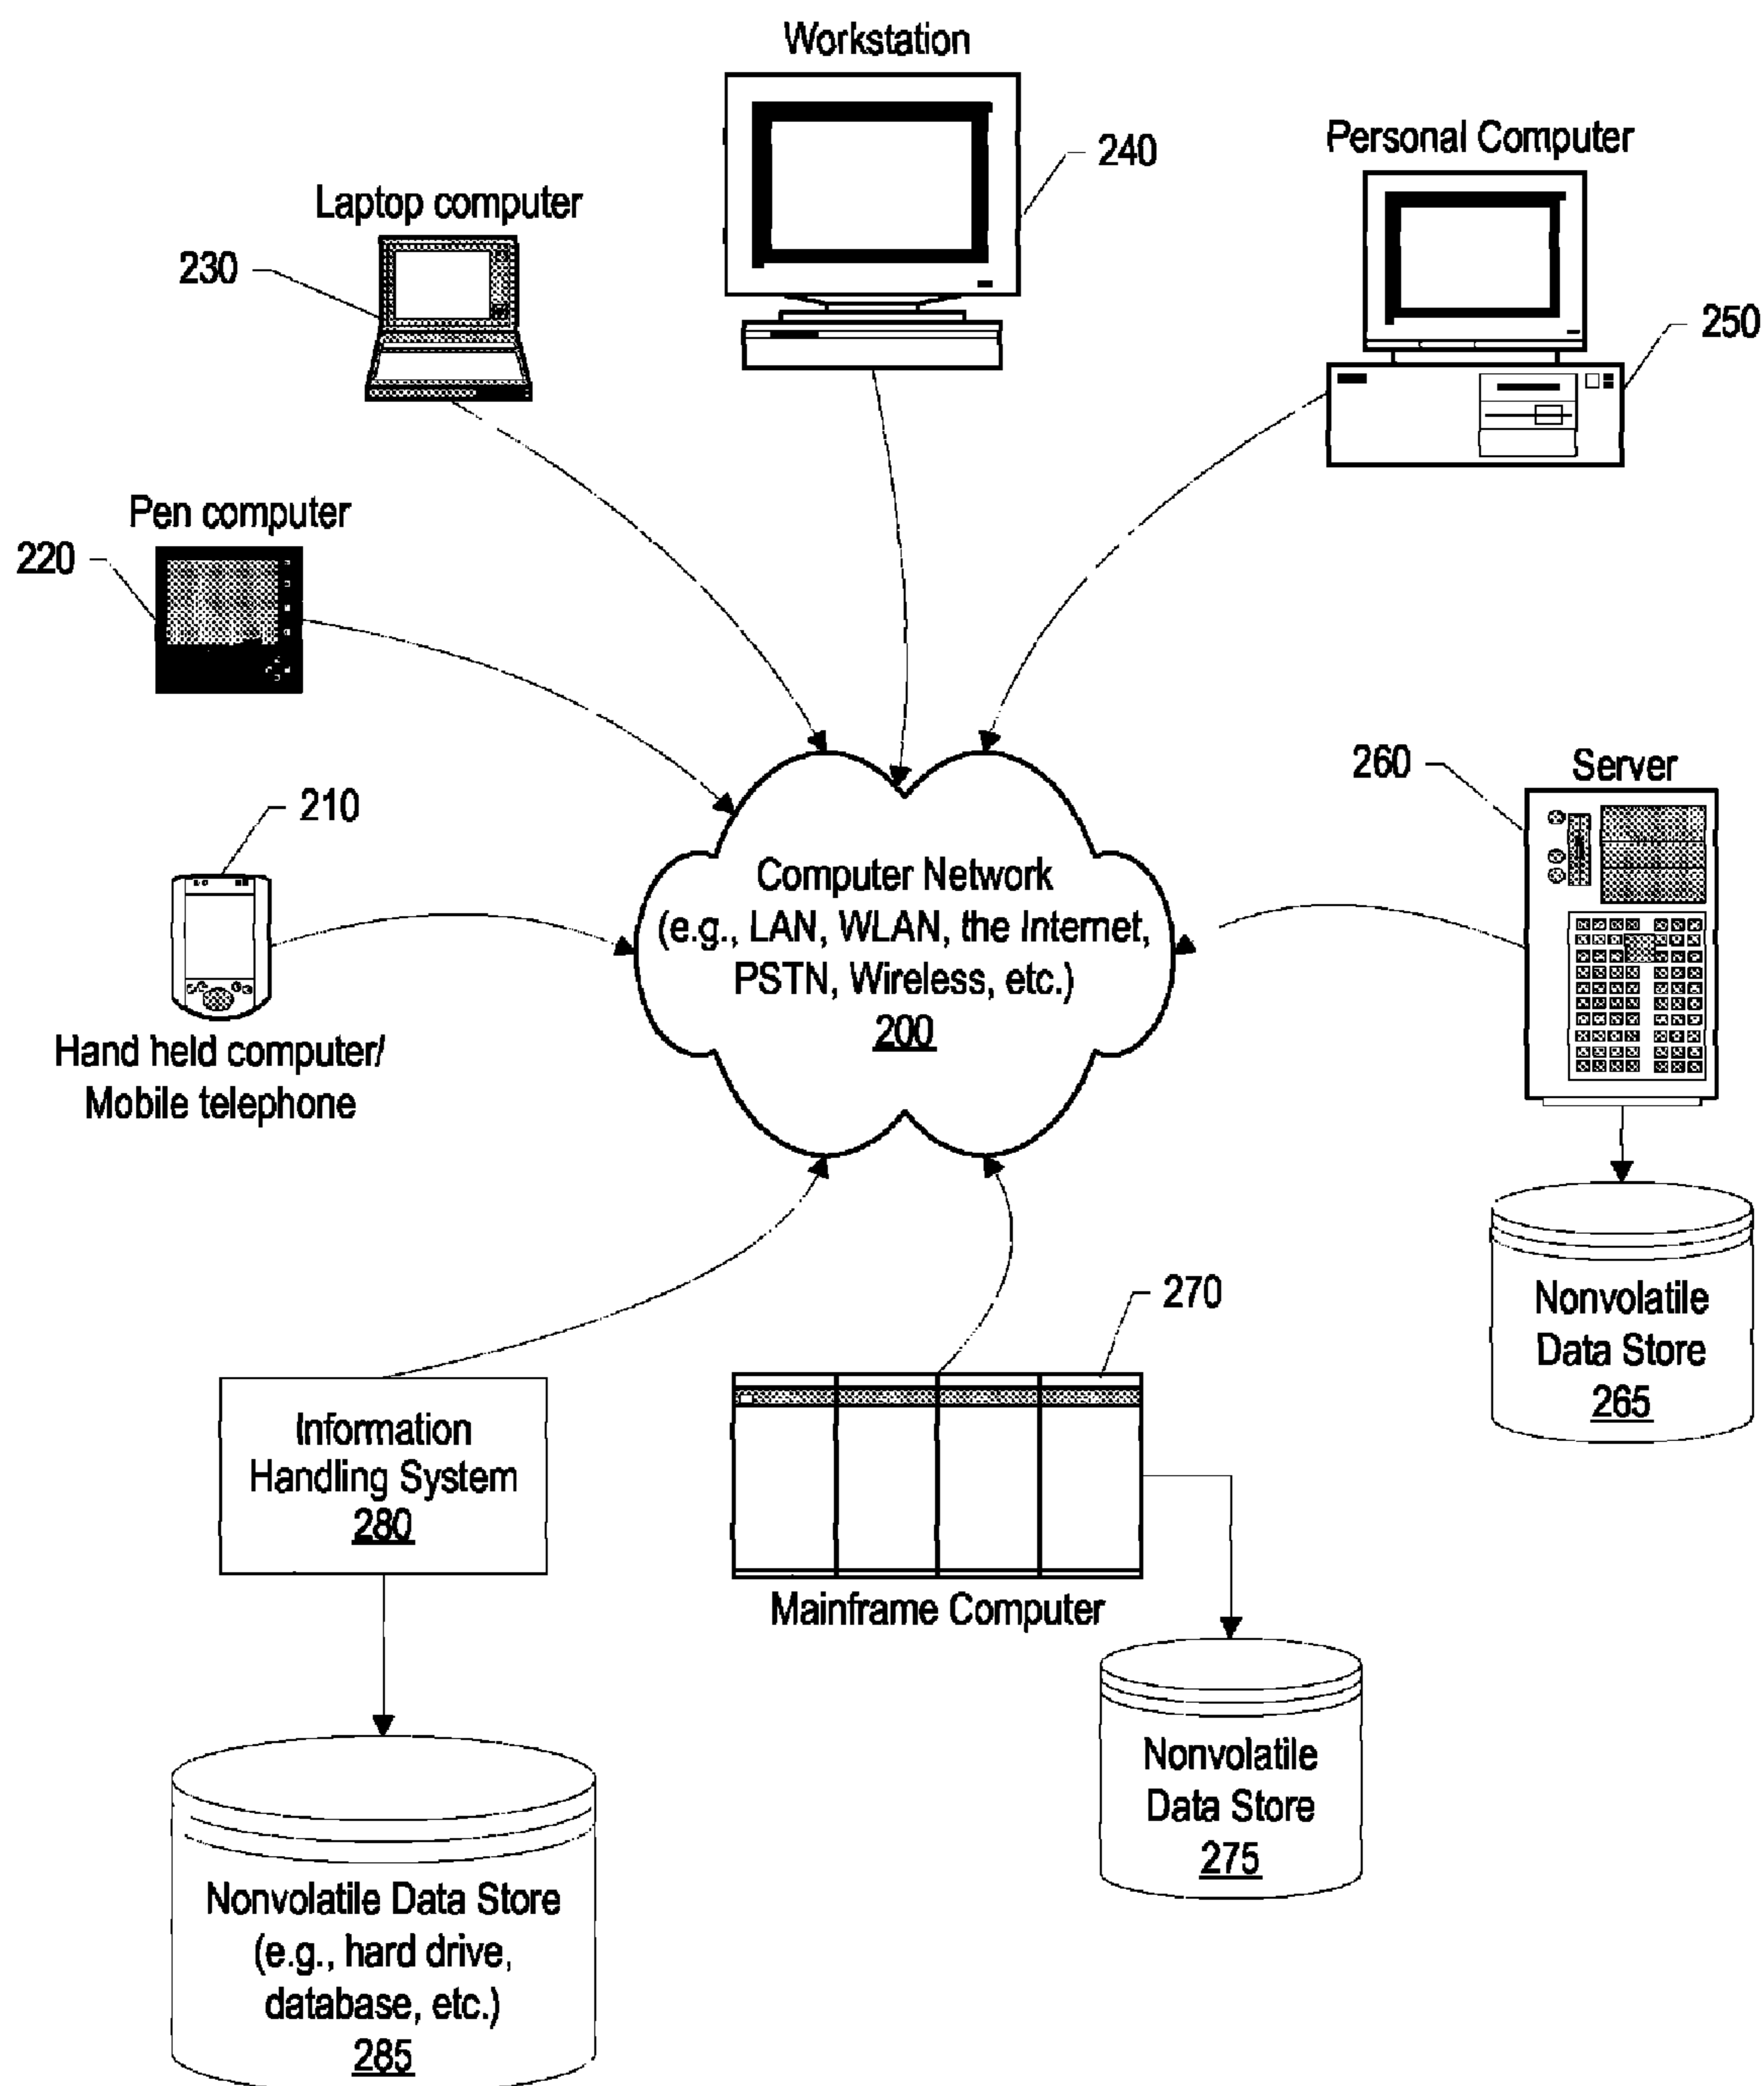 Workstation
240
Personal Computer
Laptop computer
230
250
Pen computer
220
260
Server
210
Computer Network
(e.g., LAN, WLAN, the Internet,
PSTN, Wireless, etc.)
200
Hand held computer/
Mobile telephone
270
Nonvolatile
Data Store
265
Information
Handling System
280
Mainframe Computer
Nonvolatile
Data Store
275
Nonvolatile Data Store
(e.g., hard drive,
database, etc.)
285